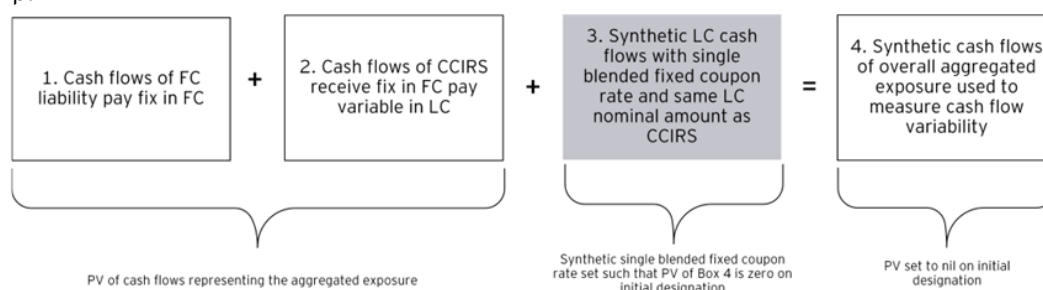 1. Cash flows of FC
liability pay fix in FC
+
2. Cash flows of CCIRS
receive fix in FC pay
variable in LC
+
3. Synthetic LC cash
flows with single
blended fixed coupon
rate and same LC
nominal amount as
CCIRS
=
4. Synthetic cash flows
of overall aggregated
exposure used to
measure cash flow
variability
PV of cash flows representing the aggregated exposure
Synthetic single blended fixed coupon
rate set such that PV of Box 4 is zero on
initial designation
PV set to nil on initial
designation